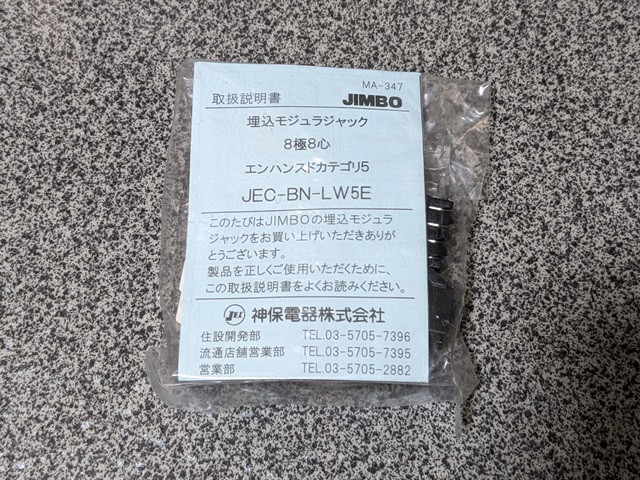 MA-347
取扱説明書 JIMBO
埋込モジュラジャック
8極8心
エンハンスドカテゴリ5
JEC-BN-LW5E
このたびはJIMBOの埋込モジュラ
ジャックをお買い上げいただきありが
とうございます。
製品を正しくご使用いただくために、
この取扱説明書をよくお読みください。
JEC 神保電器株式会社
住設開発部 TEL.03-5705-7396
流通店舗営業部 TEL.03-5705-7395
営業部 TEL.03-5705-2882